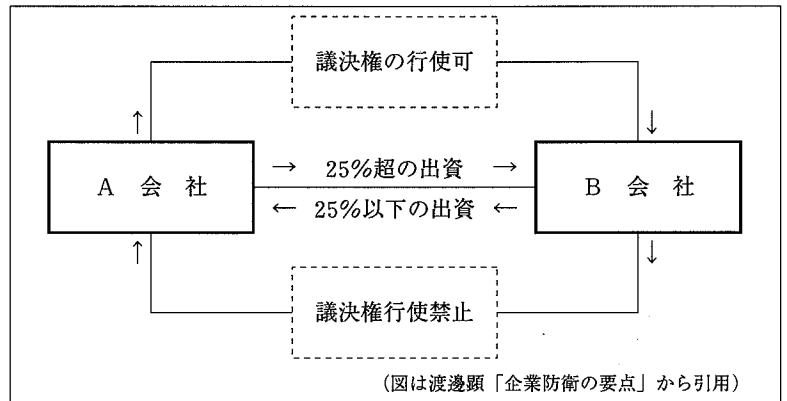 議決権の行使可
↑ ↓
A 会 社
→ 25%超の出資 →
← 25%以下の出資 ←
B 会 社
↑ ↓
議決権行使禁止
(図は渡邊顕「企業防衛の要点」から引用)